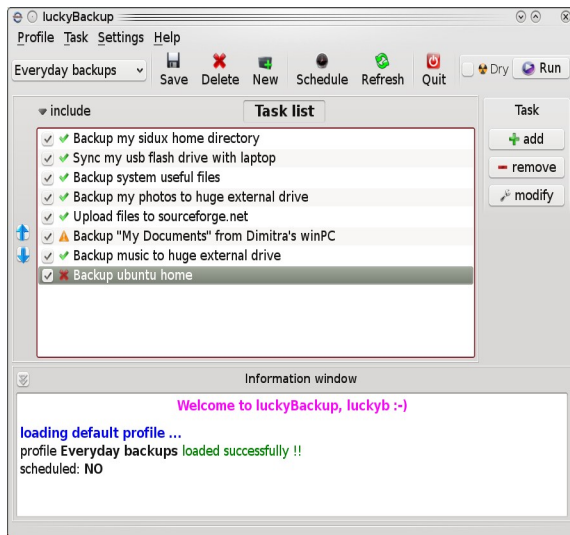 luckyBackup
Profile Task Settings Help
Everyday backups Save Delete New Schedule Refresh Quit Dry Run
include Task list Task
Backup my sidux home directory
Sync my usb flash drive with laptop
Backup system useful files
Backup my photos to huge external drive
Upload files to sourceforge.net
Backup "My Documents" from Dimitra's winPC
Backup music to huge external drive
Backup ubuntu home
add
remove
modify
Information window
Welcome to luckyBackup, luckyb :-)
loading default profile ...
profile Everyday backups loaded successfully !!
scheduled: NO